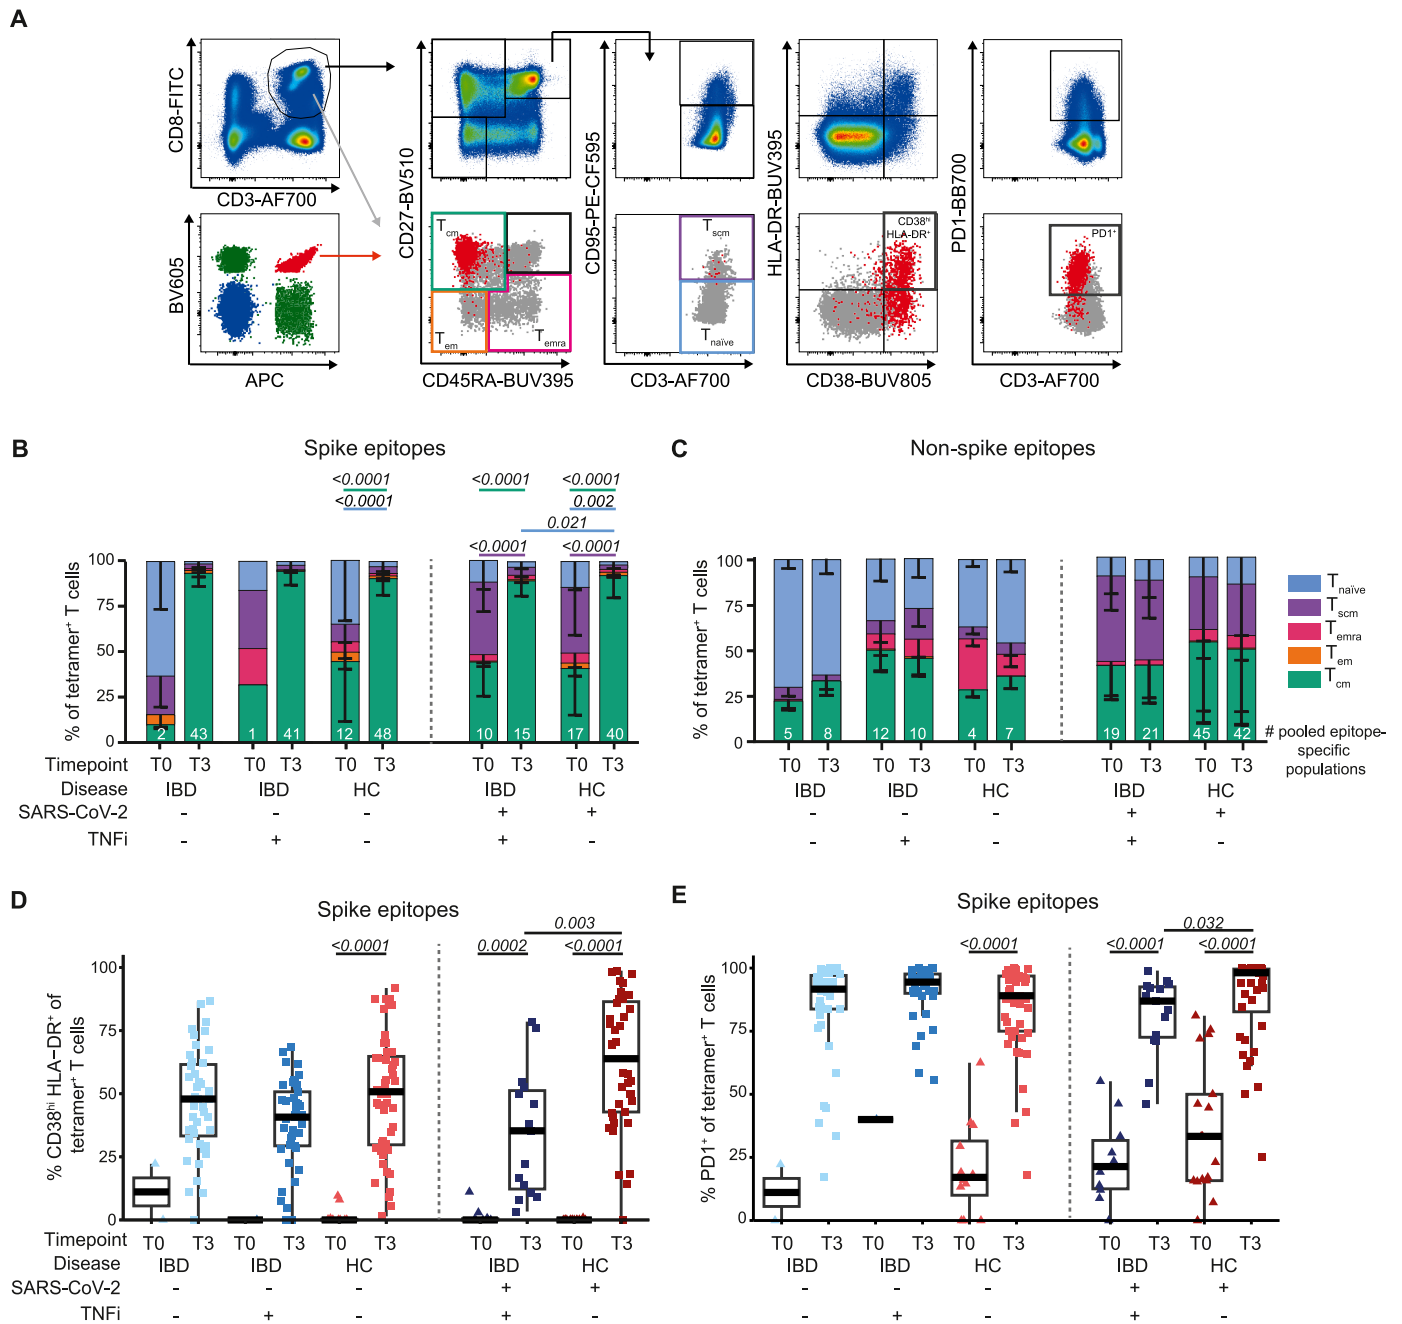 A
CD8-FITC
CD3-AF700
CD27-BV510
CD95-PE-CF595
HLA-DR-BUV395
PD1-BB700
BV605
APC
Tcm
Tem
Temra
CD45RA-BUV395
Tscm
Tnaïve
CD3-AF700
CD38hi
HLA-DR+
CD38-BUV805
PD1+
CD3-AF700
B
Spike epitopes
<0.0001
<0.0001
<0.0001
<0.0001
0.002
0.021
<0.0001
<0.0001
% of tetramer+ T cells
100
75
50
25
0
2 43 1 41 12 48 10 15 17 40
Timepoint T0 T3 T0 T3 T0 T3 T0 T3 T0 T3
Disease IBD IBD HC IBD HC
SARS-CoV-2 - - - + +
TNFi - + - + -
C
Non-spike epitopes
% of tetramer+ T cells
100
75
50
25
0
5 8 12 10 4 7 19 21 45 42
T0 T3 T0 T3 T0 T3 T0 T3 T0 T3
IBD IBD HC IBD HC
- - - + +
- + - + -
Tnaïve
Tscm
Temra
Tem
Tcm
# pooled epitope-
specific
populations
D
Spike epitopes
0.003
<0.0001 0.0002 <0.0001
% CD38hi HLA–DR+ of
tetramer+ T cells
100
75
50
25
0
Timepoint T0 T3 T0 T3 T0 T3 T0 T3 T0 T3
Disease IBD IBD HC IBD HC
SARS-CoV-2 - - - + +
TNFi - + - + -
E
Spike epitopes
0.032
<0.0001 <0.0001 <0.0001
% PD1+ of tetramer+ T cells
100
75
50
25
0
T0 T3 T0 T3 T0 T3 T0 T3 T0 T3
IBD IBD HC IBD HC
- - - + +
- + - + -